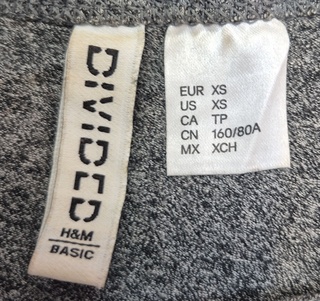 DIVIDED
H&M
BASIC
EUR XS
US XS
CA TP
CN 160/80A
MX XCH